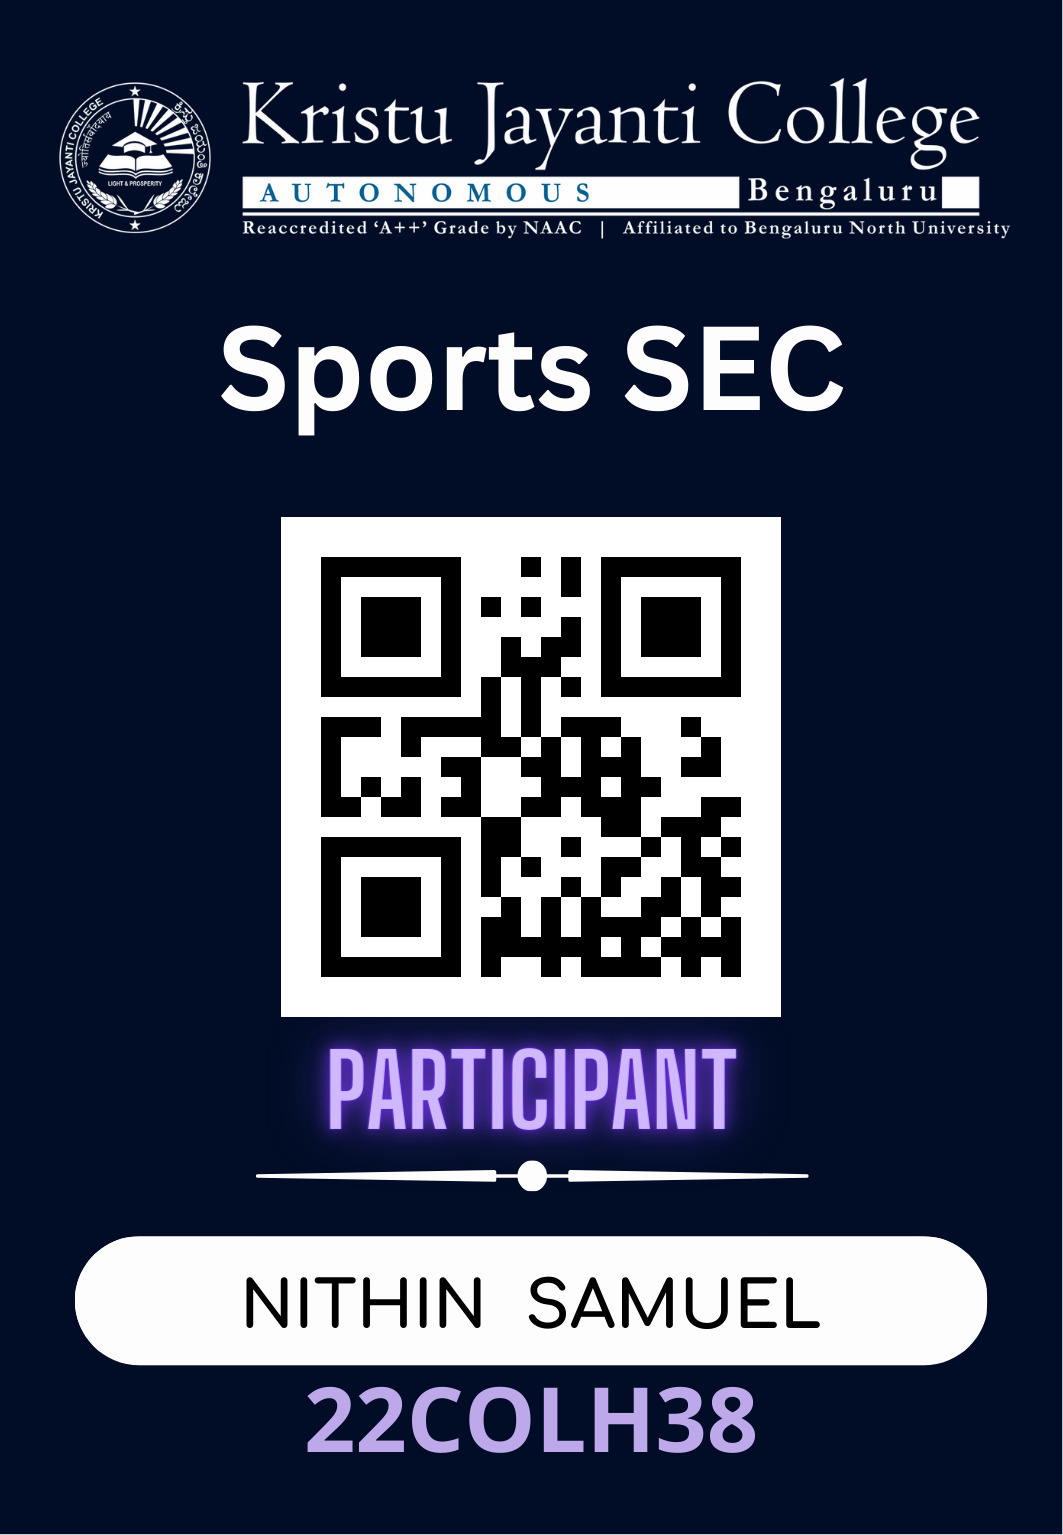 Kristu Jayanti College
AUTONOMOUS Bengaluru
Reaccredited ‘A++’ Grade by NAAC | Affiliated to Bengaluru North University
KRISTU JAYANTI COLLEGE
LIGHT & PROSPERITY
Sports SEC
PARTICIPANT
NITHIN SAMUEL
22COLH38